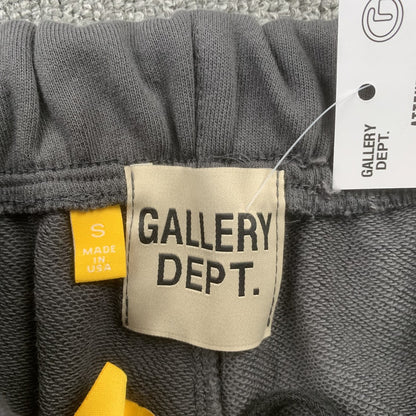 GALLERY
DEPT.
S
MADE
IN
USA
GALLERY
DEPT.